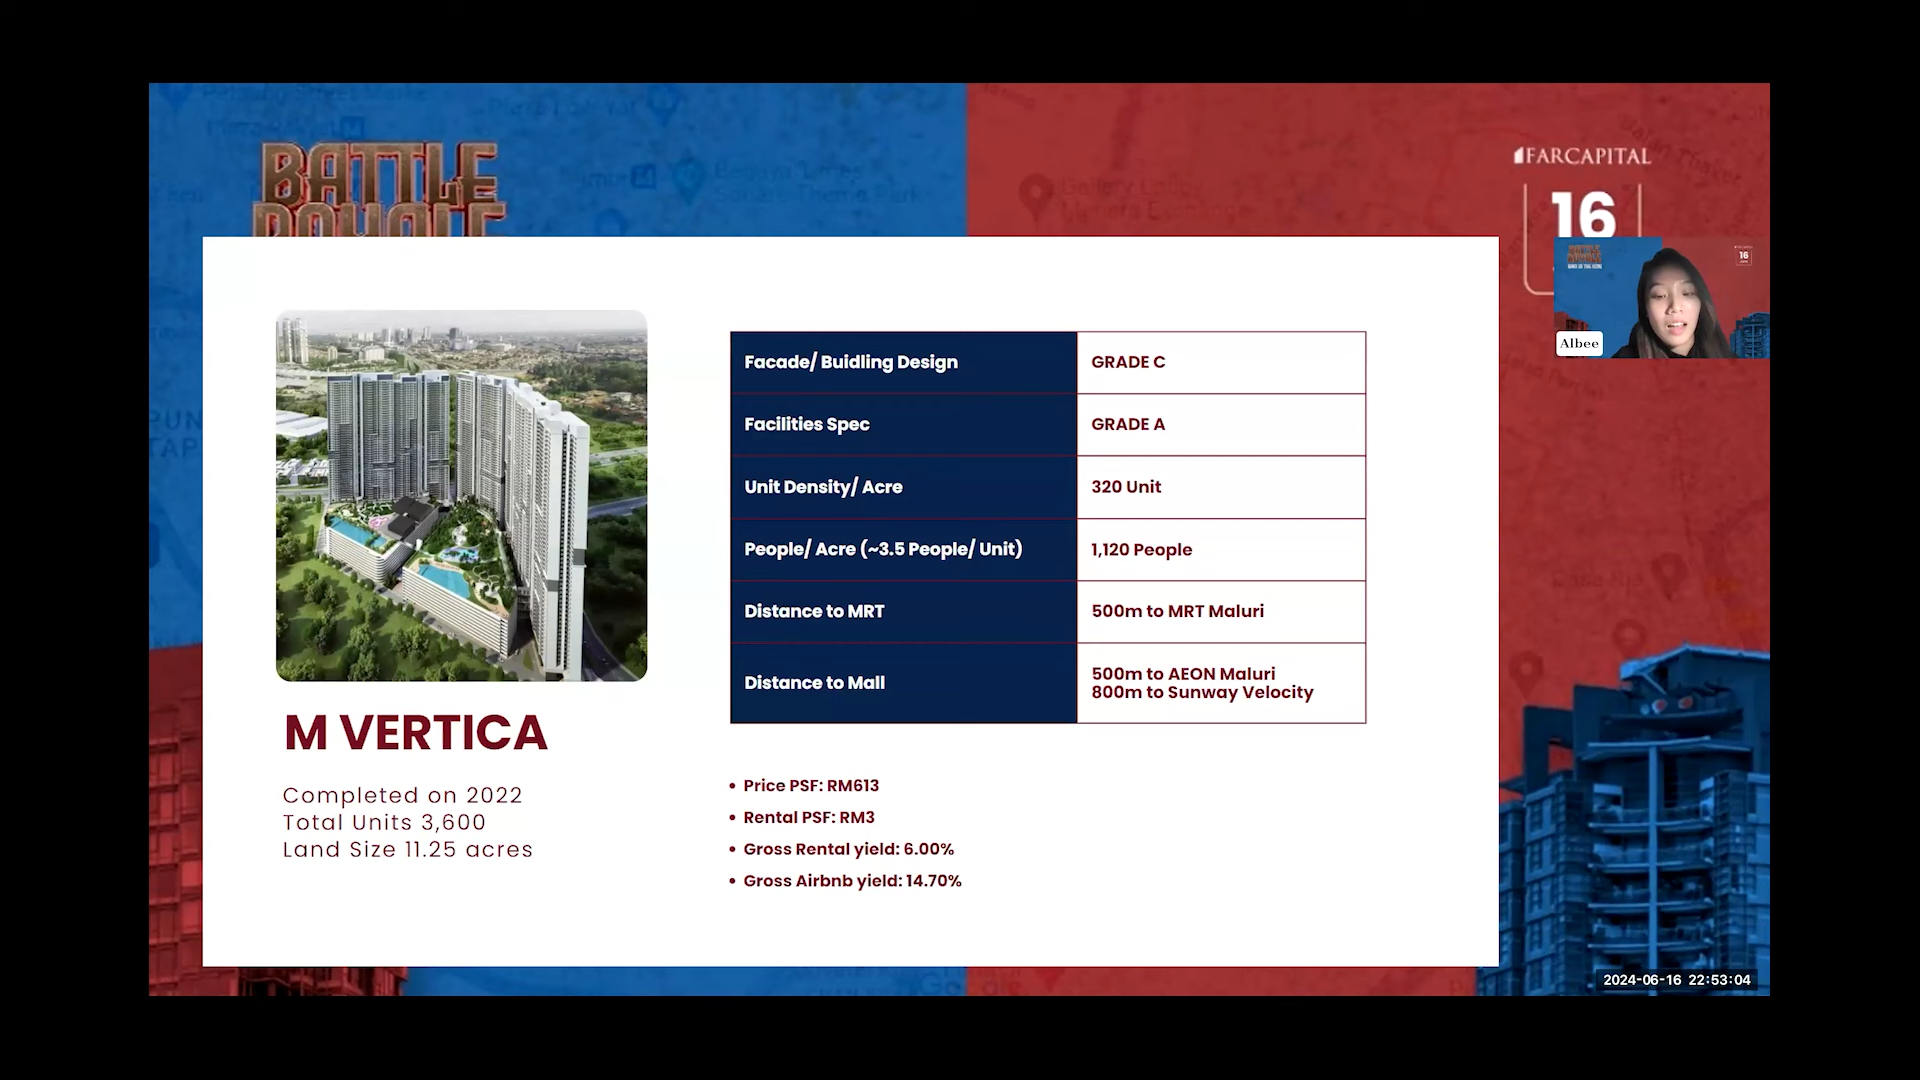 BATTLE
ROYALE
FARCAPITAL
16
16
Albee
Facade/ Buidling Design GRADE C
Facilities Spec GRADE A
Unit Density/ Acre 320 Unit
People/ Acre (~3.5 People/ Unit) 1,120 People
Distance to MRT 500m to MRT Maluri
Distance to Mall 500m to AEON Maluri
800m to Sunway Velocity
M VERTICA
Completed on 2022
Total Units 3,600
Land Size 11.25 acres
• Price PSF: RM613
• Rental PSF: RM3
• Gross Rental yield: 6.00%
• Gross Airbnb yield: 14.70%
2024-06-16 22:53:04